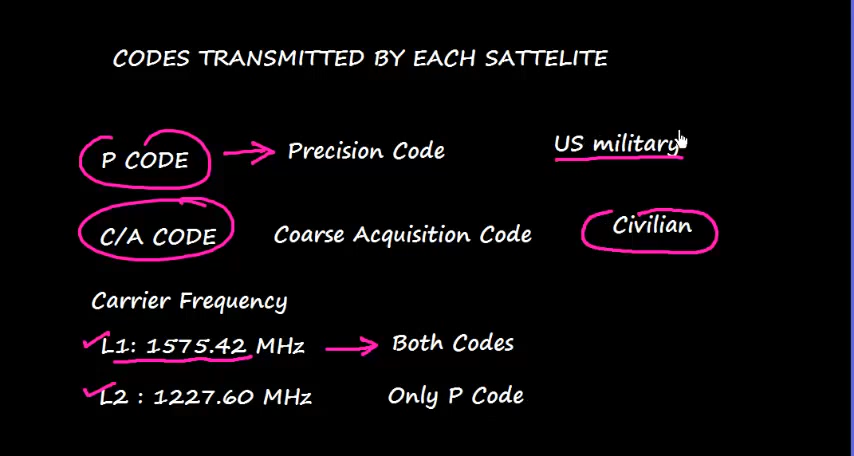 CODES TRANSMITTED BY EACH SATTELITE
P CODE Precision Code US military
C/A CODE Coarse Acquisition Code Civilian
Carrier Frequency
L1: 1575.42 MHz Both Codes
L2 : 1227.60 MHz Only P Code